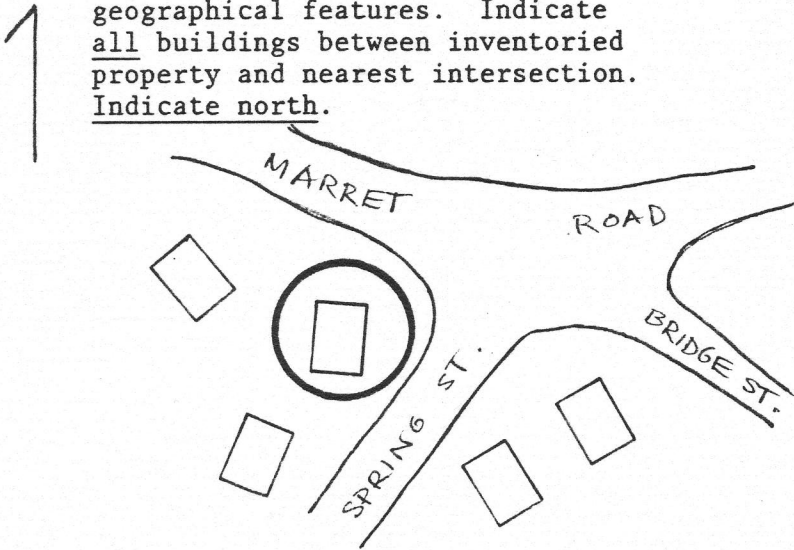 geographical features. Indicate
all buildings between inventoried
property and nearest intersection.
Indicate north.
MARRET
ROAD
BRIDGE ST.
SPRING ST.